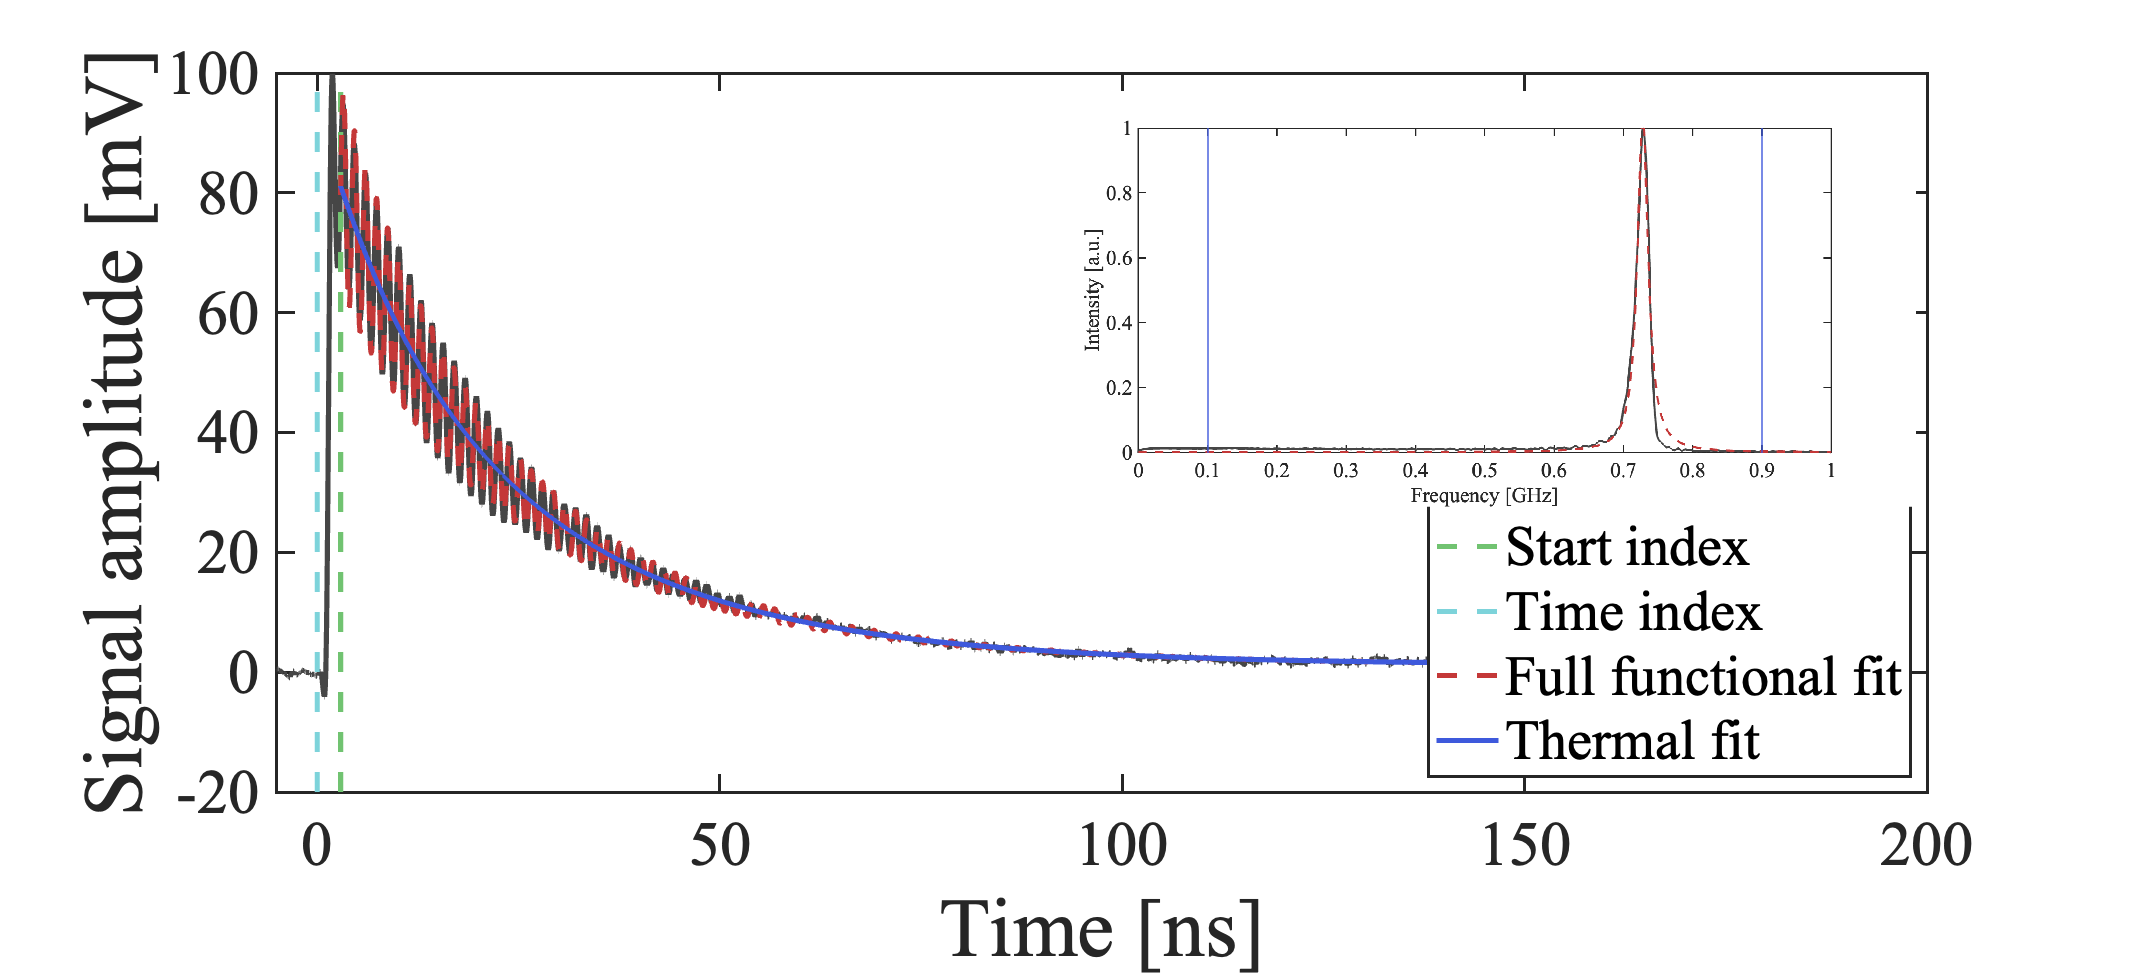 Signal amplitude [mV]
100
80
60
40
20
0
-20
0 50 100 150 200
Time [ns]
Intensity [a.u.]
1
0.8
0.6
0.4
0.2
0
0 0.1 0.2 0.3 0.4 0.5 0.6 0.7 0.8 0.9 1
Frequency [GHz]
Start index
Time index
Full functional fit
Thermal fit